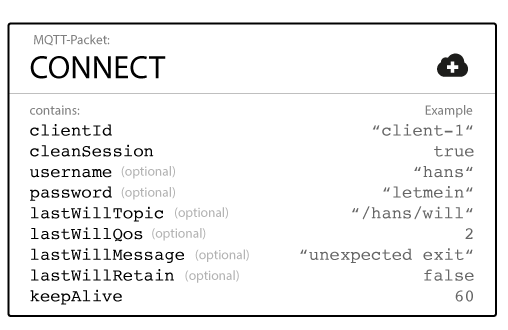 MQTT-Packet:
CONNECT
contains: Example
clientId “client-1“
cleanSession true
username (optional) “hans“
password (optional) “letmein“
lastWillTopic (optional) “/hans/will“
lastWillQos (optional) 2
lastWillMessage (optional) “unexpected exit“
lastWillRetain (optional) false
keepAlive 60